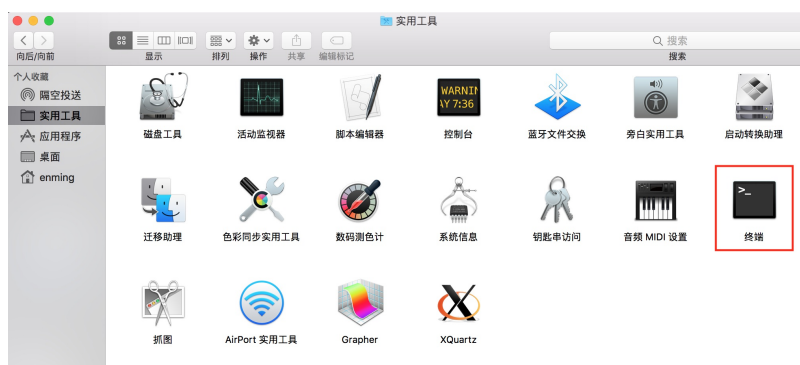 实用工具
搜索
向后/向前
显示
排列
操作
共享
编辑标记
搜索
个人收藏
隔空投送
实用工具
应用程序
桌面
enming
WARNIN
AY 7:36
磁盘工具
活动监视器
脚本编辑器
控制台
蓝牙文件交换
旁白实用工具
启动转换助理
>_
迁移助理
色彩同步实用工具
数码测色计
系统信息
钥匙串访问
音频 MIDI 设置
终端
抓图
AirPort 实用工具
Grapher
XQuartz